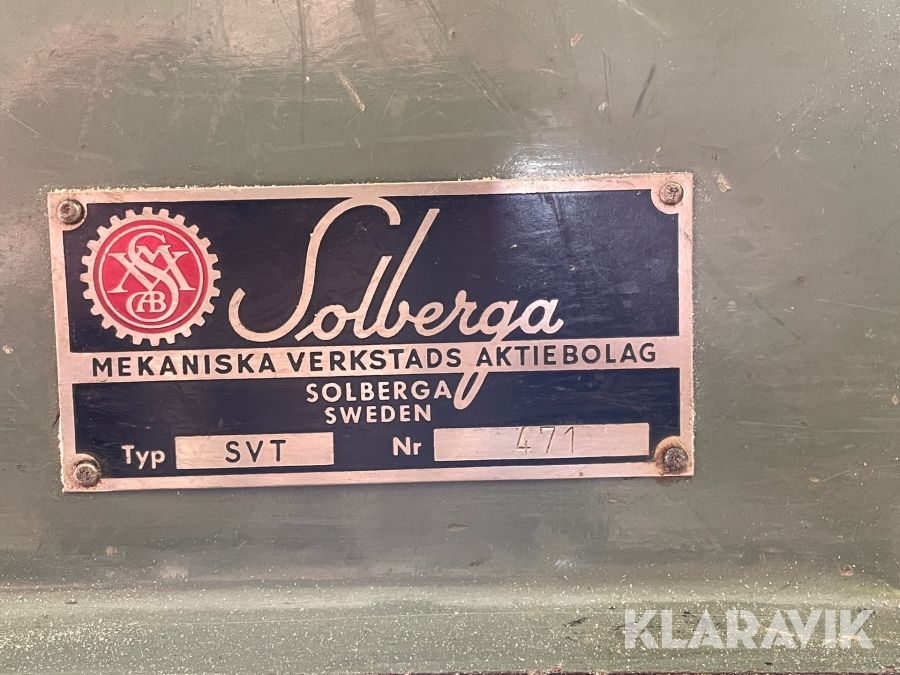 Solberga
MEKANISKA VERKSTADS AKTIEBOLAG
SOLBERGA
SWEDEN
Typ SVT Nr 471
KLARAVIK